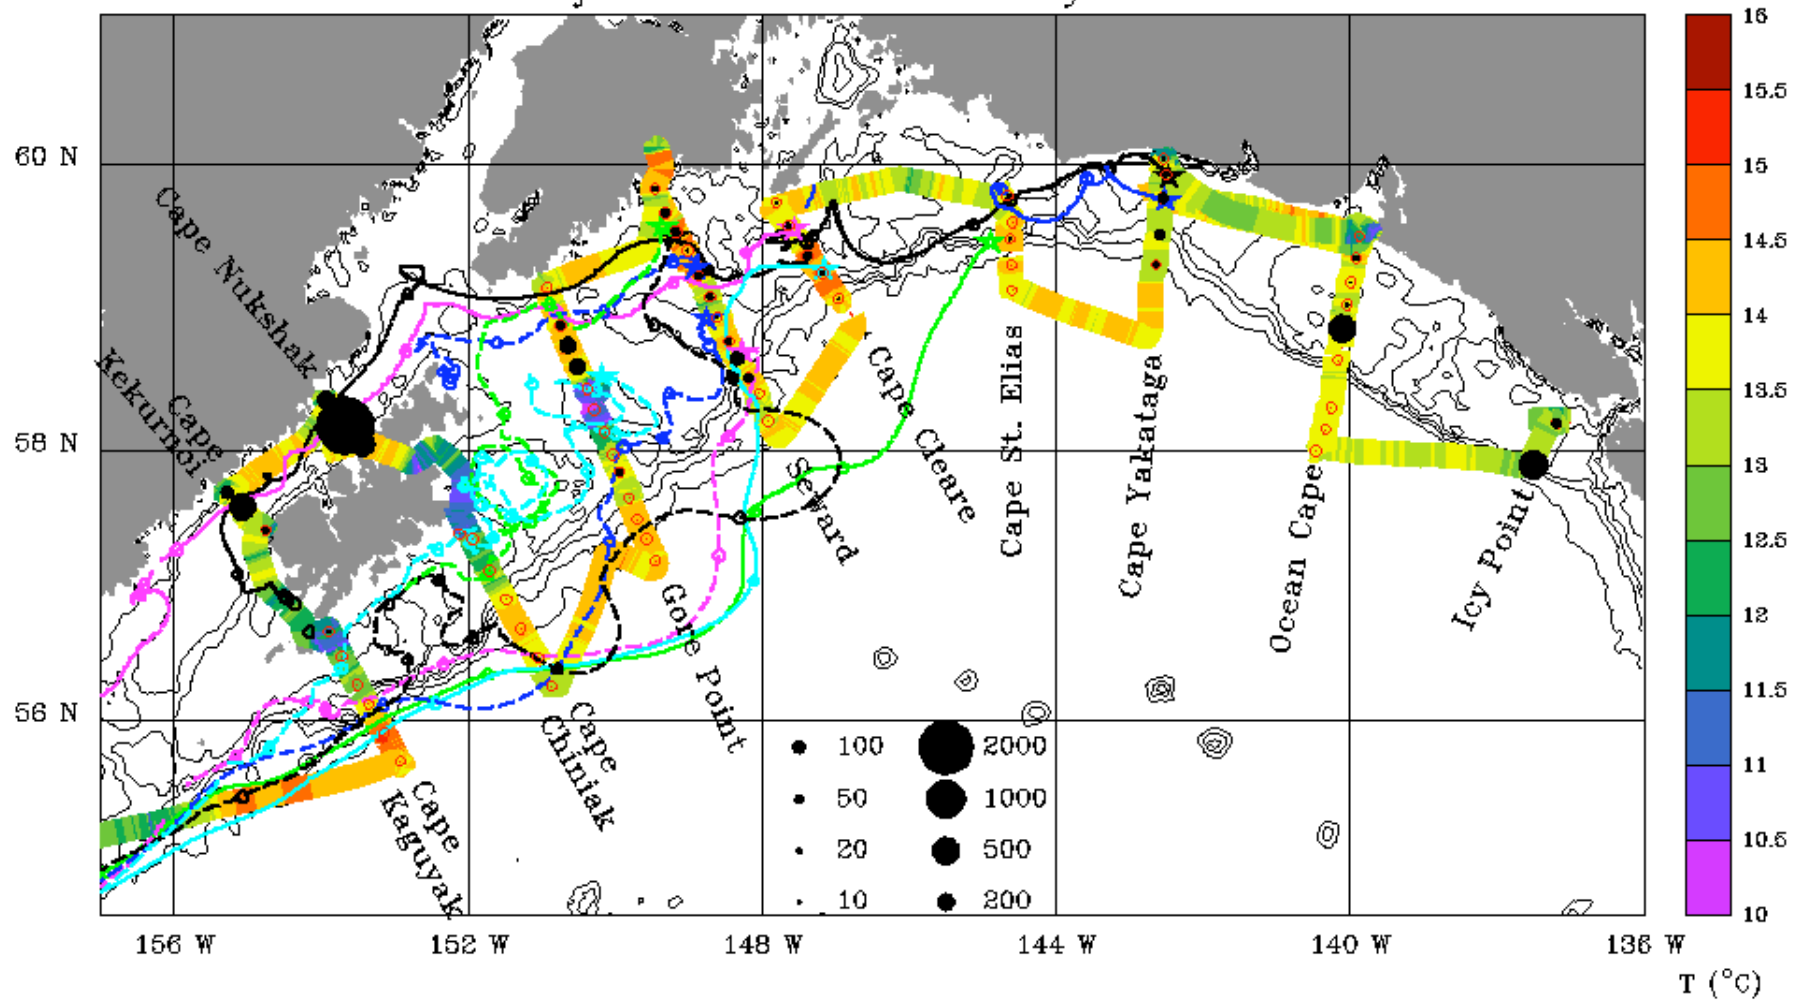 16
15.5
15
14.5
14
13.5
13
12.5
12
11.5
11
10.5
10
T (°C)
60 N
58 N
56 N
156 W
152 W
148 W
144 W
140 W
136 W
Cape Nukshak
Cape
Kekurnoi
Cape Cleare
Seward
Cape St. Elias
Cape Yakataga
Ocean Cape
Icy Point
Gore Point
Cape
Chiniak
Cape
Kaguyak
100
50
20
10
2000
1000
500
200